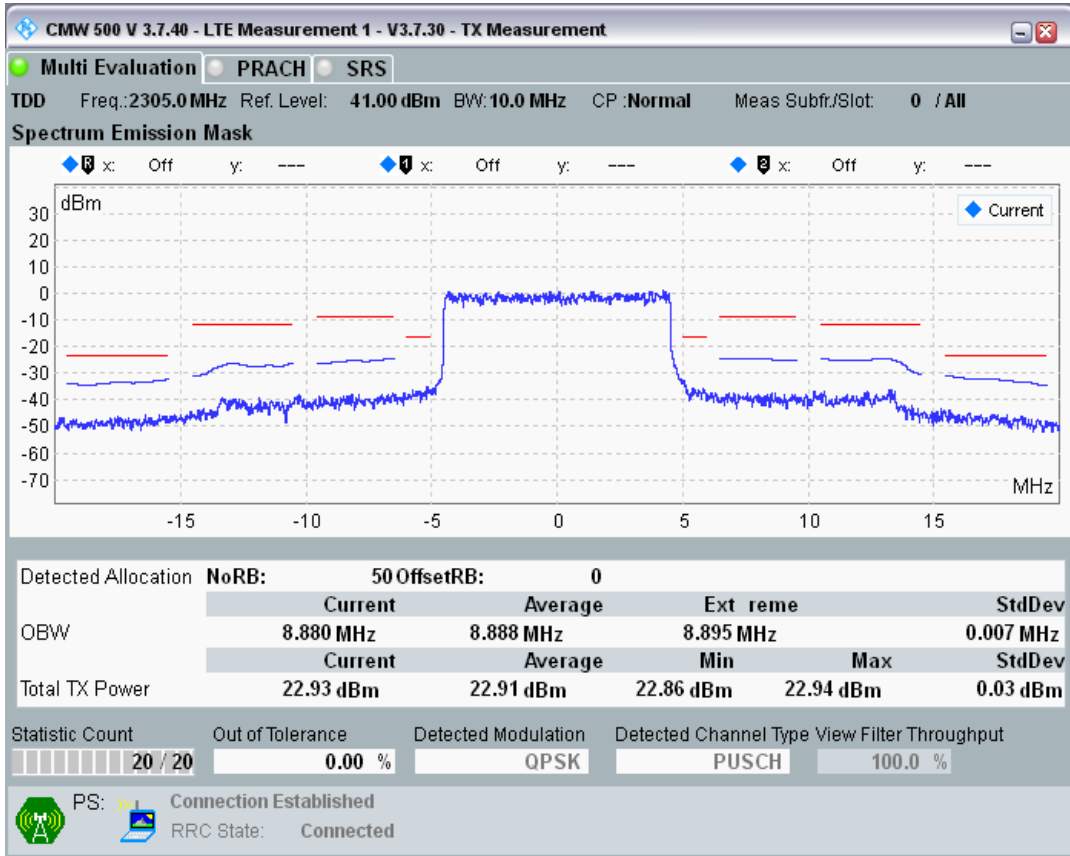 CMW 500 V 3.7.40 - LTE Measurement 1 - V3.7.30 - TX Measurement
Multi Evaluation PRACH SRS
TDD Freq.:2305.0 MHz Ref. Level: 41.00 dBm BW: 10.0 MHz CP :Normal Meas Subfr./Slot: 0 / All
Spectrum Emission Mask
R x: Off y: --- 1 x: Off y: --- 2 x: Off y: ---
dBm
Current
30
20
10
0
-10
-20
-30
-40
-50
-60
-70
MHz
-15 -10 -5 0 5 10 15
Detected Allocation NoRB: 50 OffsetRB: 0
Current Average Ext reme StdDev
OBW 8.880 MHz 8.888 MHz 8.895 MHz 0.007 MHz
Current Average Min Max StdDev
Total TX Power 22.93 dBm 22.91 dBm 22.86 dBm 22.94 dBm 0.03 dBm
Statistic Count Out of Tolerance Detected Modulation Detected Channel Type View Filter Throughput
20 / 20 0.00 % QPSK PUSCH 100.0 %
PS: Connection Established
RRC State: Connected